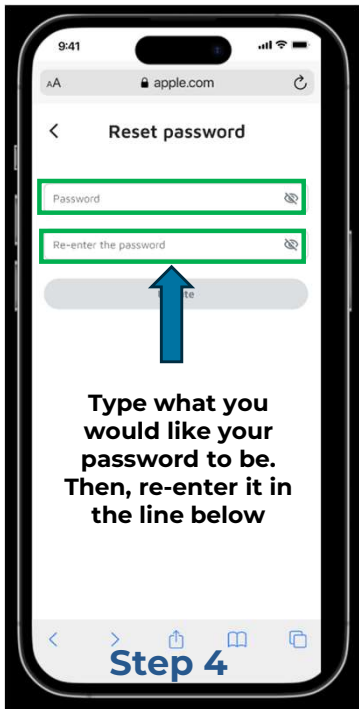 9:41
AA
apple.com
Reset password
Password
Re-enter the password
Type what you
would like your
password to be.
Then, re-enter it in
the line below
Step 4